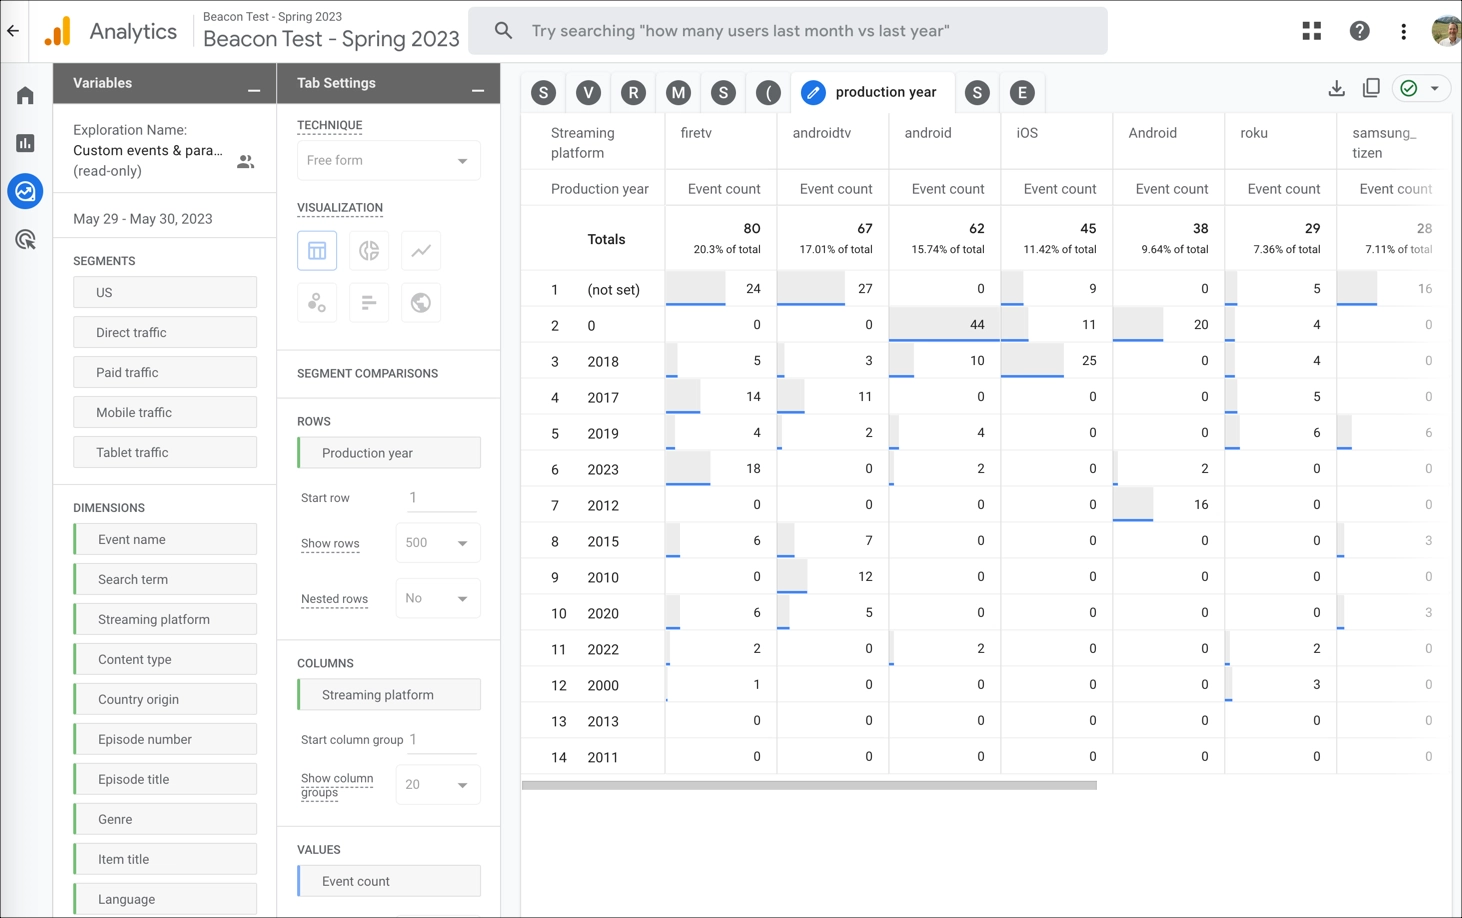 Beacon Test - Spring 2023
Analytics
Beacon Test - Spring 2023
Try searching "how many users last month vs last year"
Variables
Exploration Name:
Custom events & para...
(read-only)
May 29 - May 30, 2023
SEGMENTS
US
Direct traffic
Paid traffic
Mobile traffic
Tablet traffic
DIMENSIONS
Event name
Search term
Streaming platform
Content type
Country origin
Episode number
Episode title
Genre
Item title
Language
Tab Settings
TECHNIQUE
Free form
VISUALIZATION
SEGMENT COMPARISONS
ROWS
Production year
Start row 1
Show rows 500
Nested rows No
COLUMNS
Streaming platform
Start column group 1
Show column
groups
20
VALUES
Event count
S V R M S ( production year S E
Streaming
platform
firetv androidtv android iOS Android roku samsung_
tizen
Production year Event count Event count Event count Event count Event count Event count Event count
Totals 80 67 62 45 38 29 28
20.3% of total 17.01% of total 15.74% of total 11.42% of total 9.64% of total 7.36% of total 7.11% of total
1 (not set) 24 27 0 9 0 5 16
2 0 0 0 44 11 20 4 0
3 2018 5 3 10 25 0 4 0
4 2017 14 11 0 0 0 5 0
5 2019 4 2 4 0 0 6 6
6 2023 18 0 2 0 2 0 0
7 2012 0 0 0 0 16 0 0
8 2015 6 7 0 0 0 0 3
9 2010 0 12 0 0 0 0 0
10 2020 6 5 0 0 0 0 3
11 2022 2 0 2 0 0 2 0
12 2000 1 0 0 0 0 3 0
13 2013 0 0 0 0 0 0 0
14 2011 0 0 0 0 0 0 0